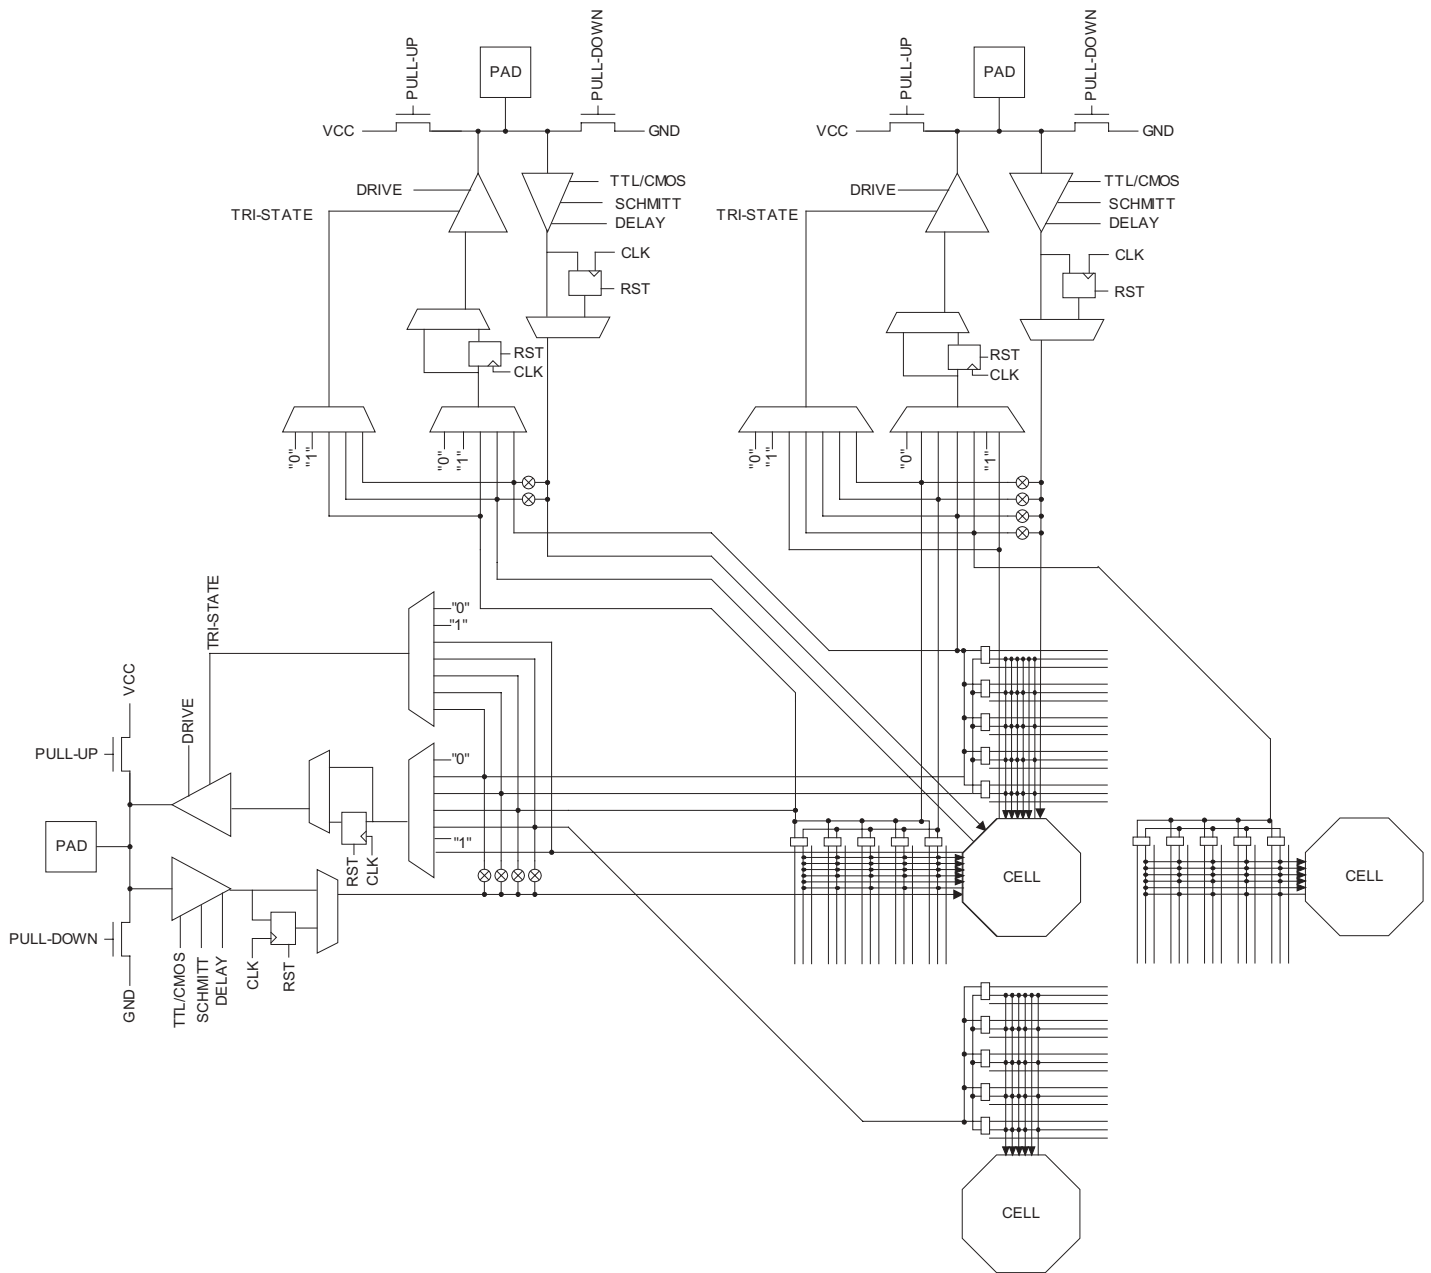 PULL-UP
PAD
PULL-DOWN
VCC
GND
DRIVE
TTL/CMOS
TRI-STATE
SCHMITT
DELAY
CLK
RST
RST
CLK
"0"
"1"
"0"
"1"
PULL-UP
PAD
PULL-DOWN
VCC
GND
DRIVE
TTL/CMOS
TRI-STATE
SCHMITT
DELAY
CLK
RST
RST
CLK
"0"
"1"
"0"
"1"
TRI-STATE
"0"
"1"
VCC
DRIVE
PULL-UP
"0"
PAD
"1"
RST
CLK
PULL-DOWN
GND
TTL/CMOS
SCHMITT
DELAY
CLK
RST
CELL
CELL
CELL